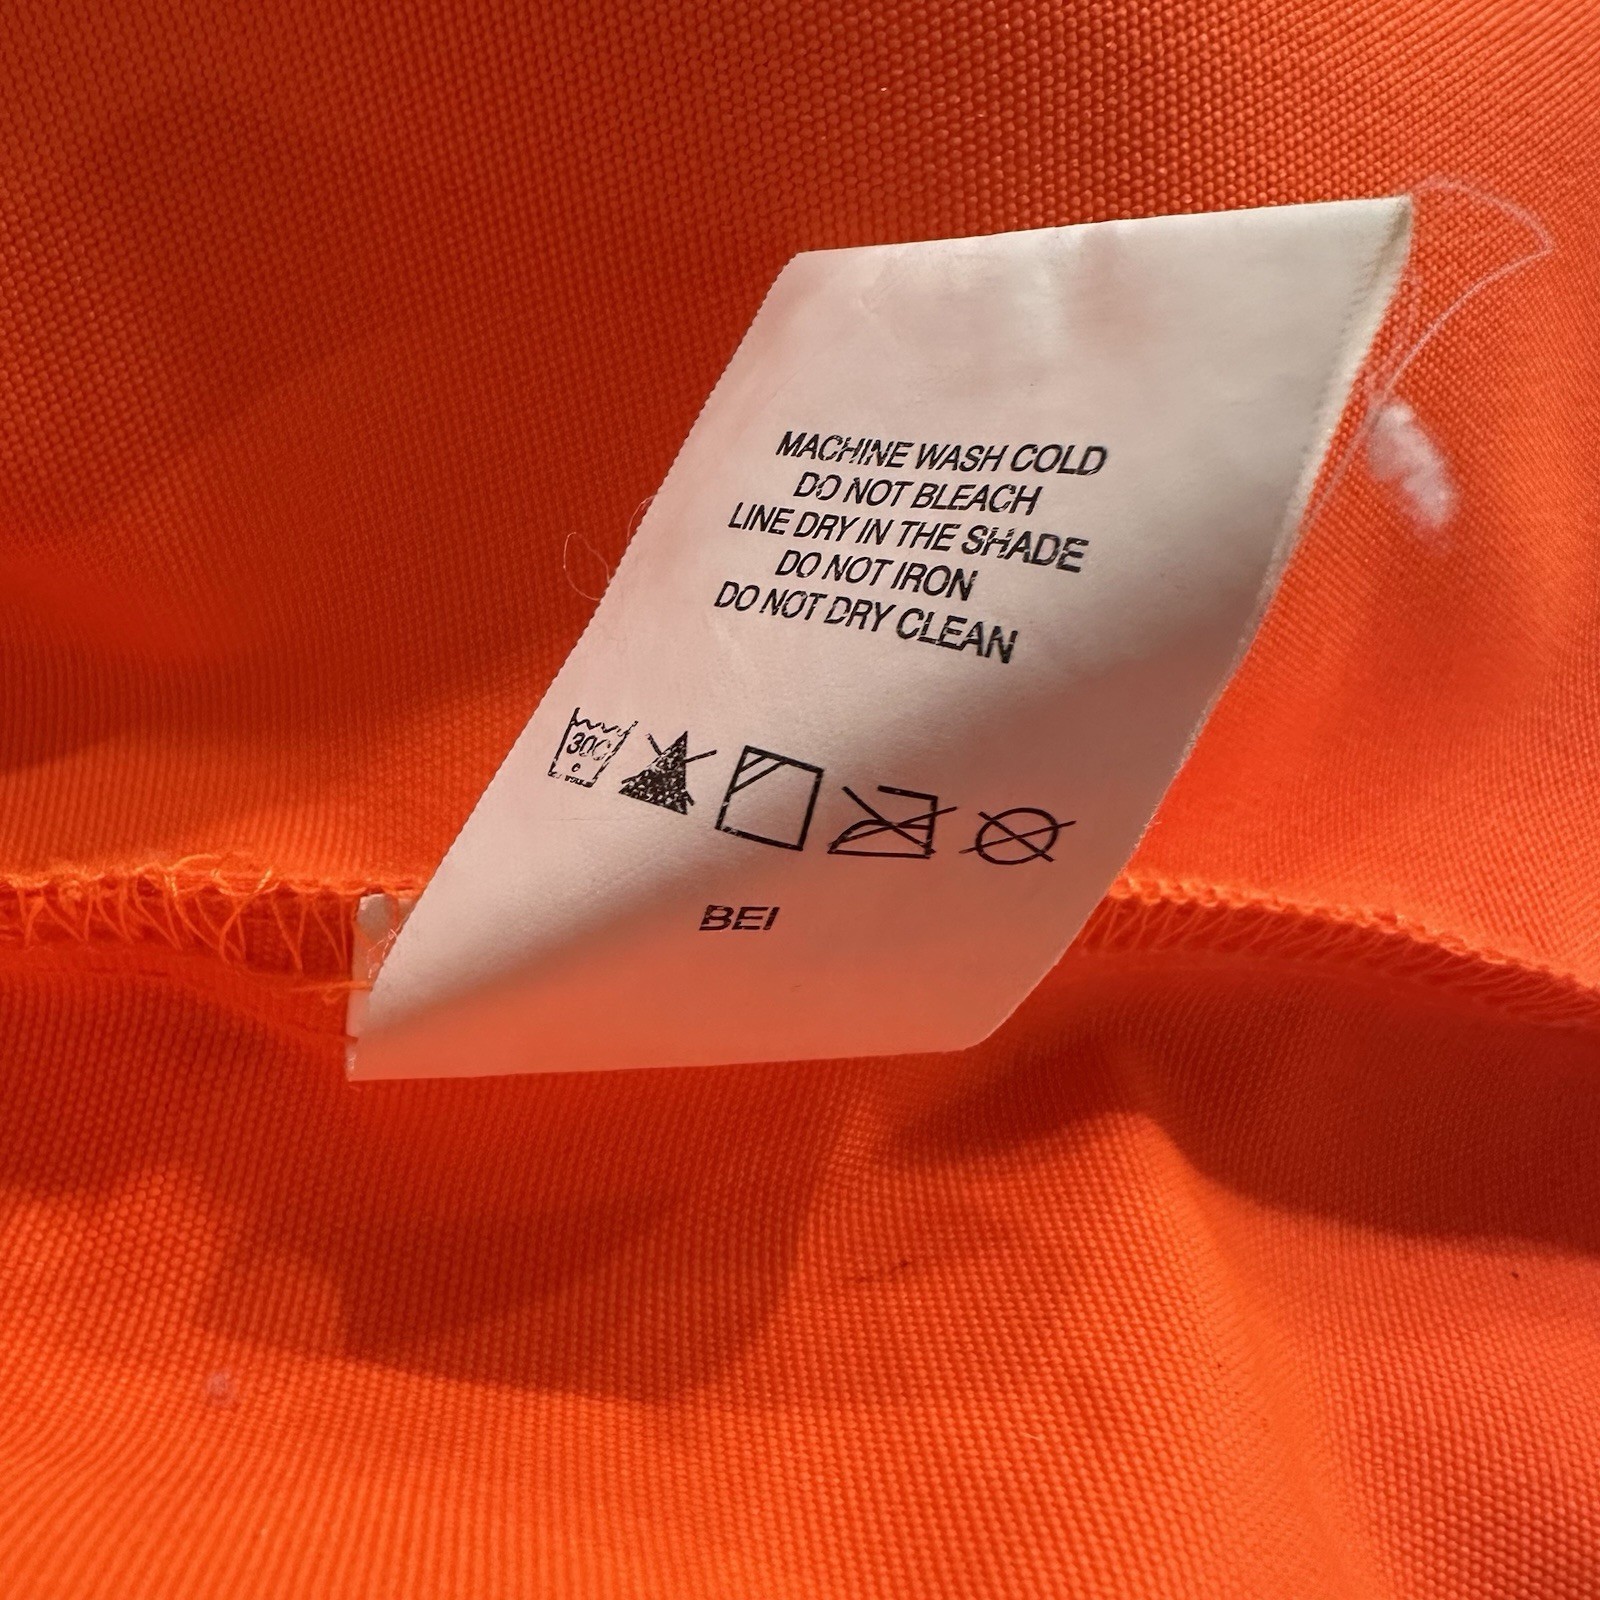 MACHINE WASH COLD
DO NOT BLEACH
LINE DRY IN THE SHADE
DO NOT IRON
DO NOT DRY CLEAN
30C
BEI